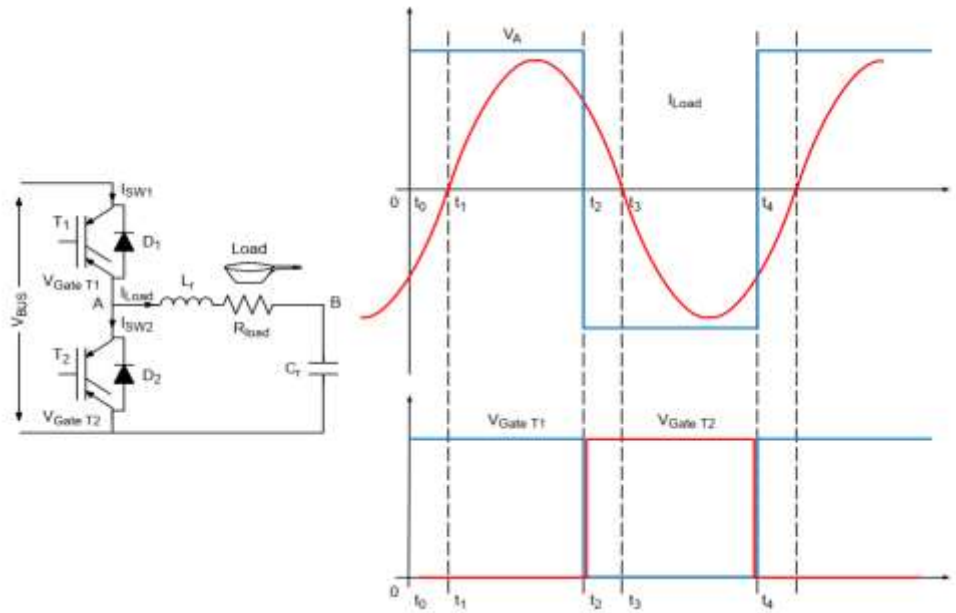 V_BUS
I_SW1
T_1
D_1
V_Gate T1
A
I_Load
L_r
Load
R_load
B
I_SW2
T_2
D_2
V_Gate T2
C_r
V_A
I_Load
0 t_0 t_1 t_2 t_3 t_4
V_Gate T1 V_Gate T2
0
t_0 t_1 t_2 t_3 t_4